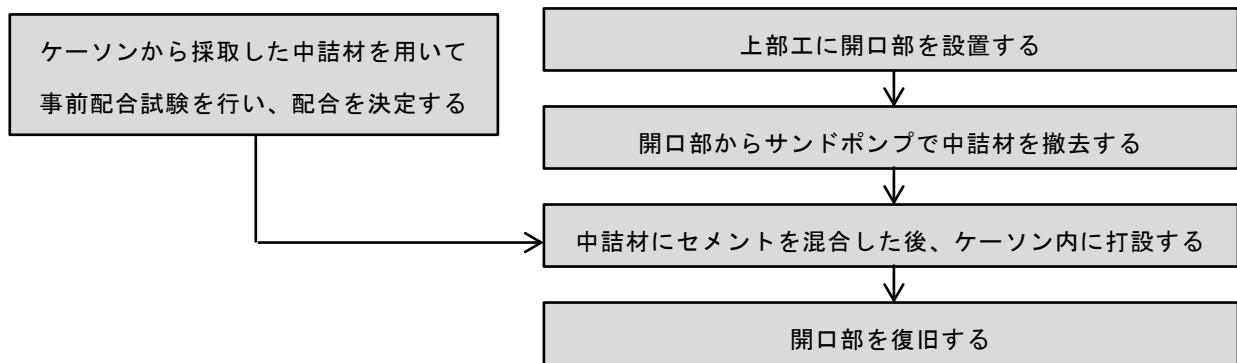 ケーソンから採取した中詰材を用いて
事前配合試験を行い、配合を決定する
上部工に開口部を設置する
開口部からサンドポンプで中詰材を撤去する
中詰材にセメントを混合した後、ケーソン内に打設する
開口部を復旧する